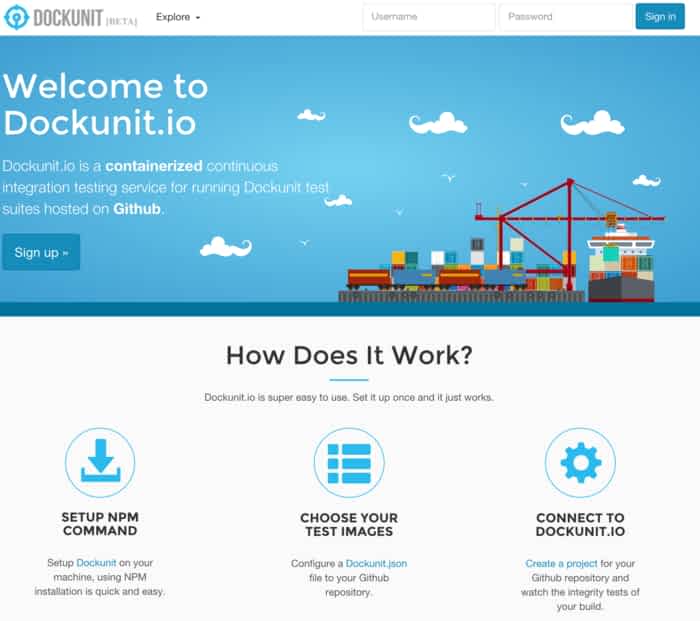 DOCKUNIT [BETA] Explore Username Password Sign in
Welcome to
Dockunit.io
Dockunit.io is a containerized continuous
integration testing service for running Dockunit test
suites hosted on Github.
Sign up »
How Does It Work?
Dockunit.io is super easy to use. Set it up once and it just works.
SETUP NPM
COMMAND
Setup Dockunit on your
machine, using NPM
installation is quick and easy.
CHOOSE YOUR
TEST IMAGES
Configure a Dockunit.json
file to your Github
repository.
CONNECT TO
DOCKUNIT.IO
Create a project for your
Github repository and
watch the integrity tests of
your build.